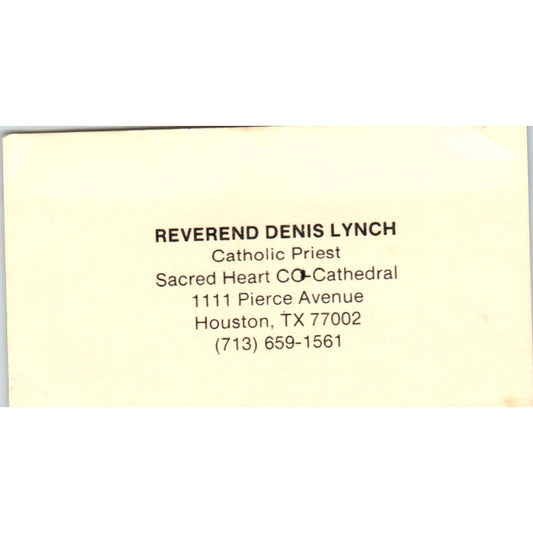 REVEREND DENIS LYNCH
Catholic Priest
Sacred Heart CO-Cathedral
1111 Pierce Avenue
Houston, TX 77002
(713) 659-1561